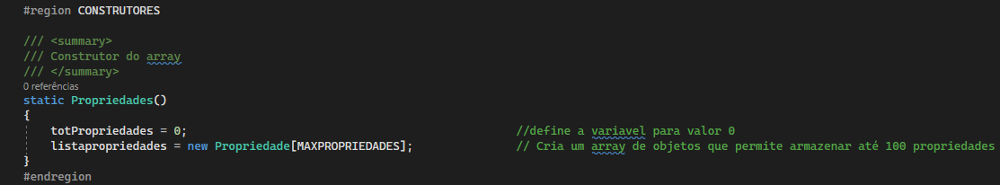 #region CONSTRUTORES
/// <summary>
/// Construtor do array
/// </summary>
0 referências
static Propriedades()
{
totPropriedades = 0; //define a variavel para valor 0
listapropriedades = new Propriedade[MAXPROPRIEDADES]; // Cria um array de objetos que permite armazenar até 100 propriedades
}
#endregion